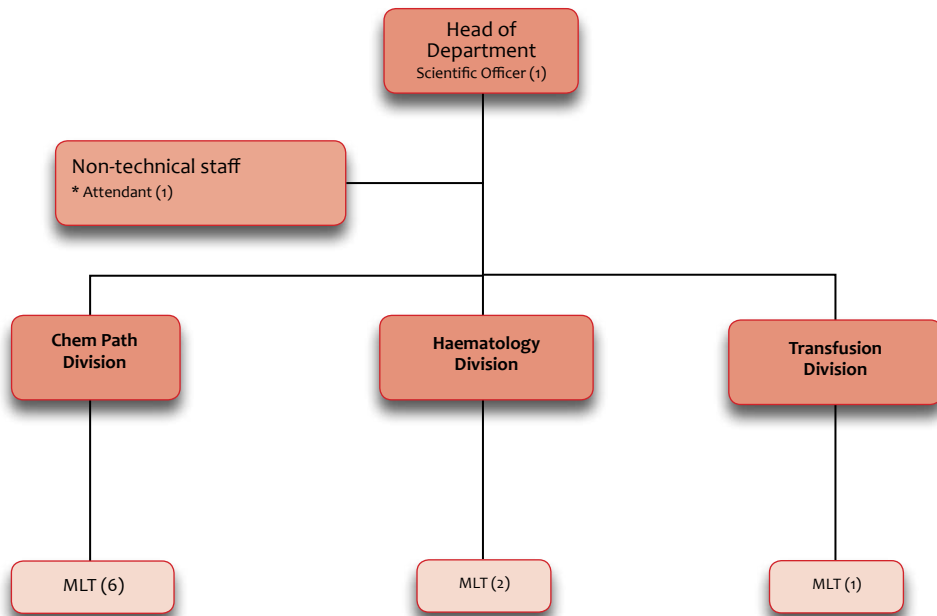 Head of
Department
Scientific Officer (1)
Non-technical staff
* Attendant (1)
Chem Path
Division
Haematology
Division
Transfusion
Division
MLT (6)
MLT (2)
MLT (1)